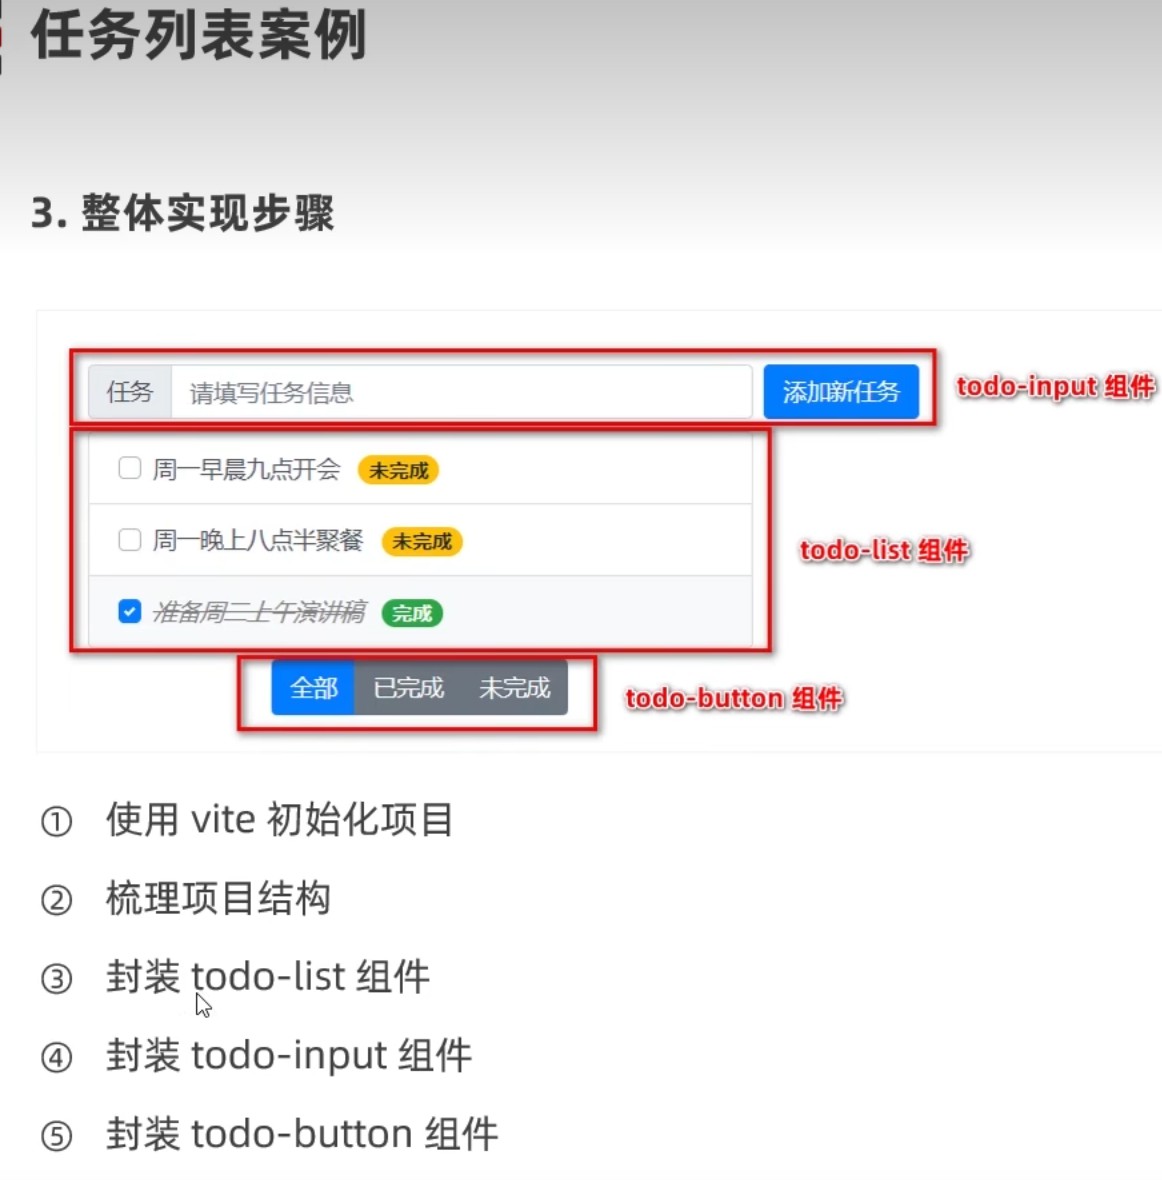 任务列表案例
3. 整体实现步骤
任务 请填写任务信息 添加新任务 todo-input 组件
周一早晨九点开会 未完成
周一晚上八点半聚餐 未完成
todo-list 组件
准备周二上午演讲稿 完成
全部 已完成 未完成 todo-button 组件
① 使用 vite 初始化项目
② 梳理项目结构
③ 封装 todo-list 组件
④ 封装 todo-input 组件
⑤ 封装 todo-button 组件